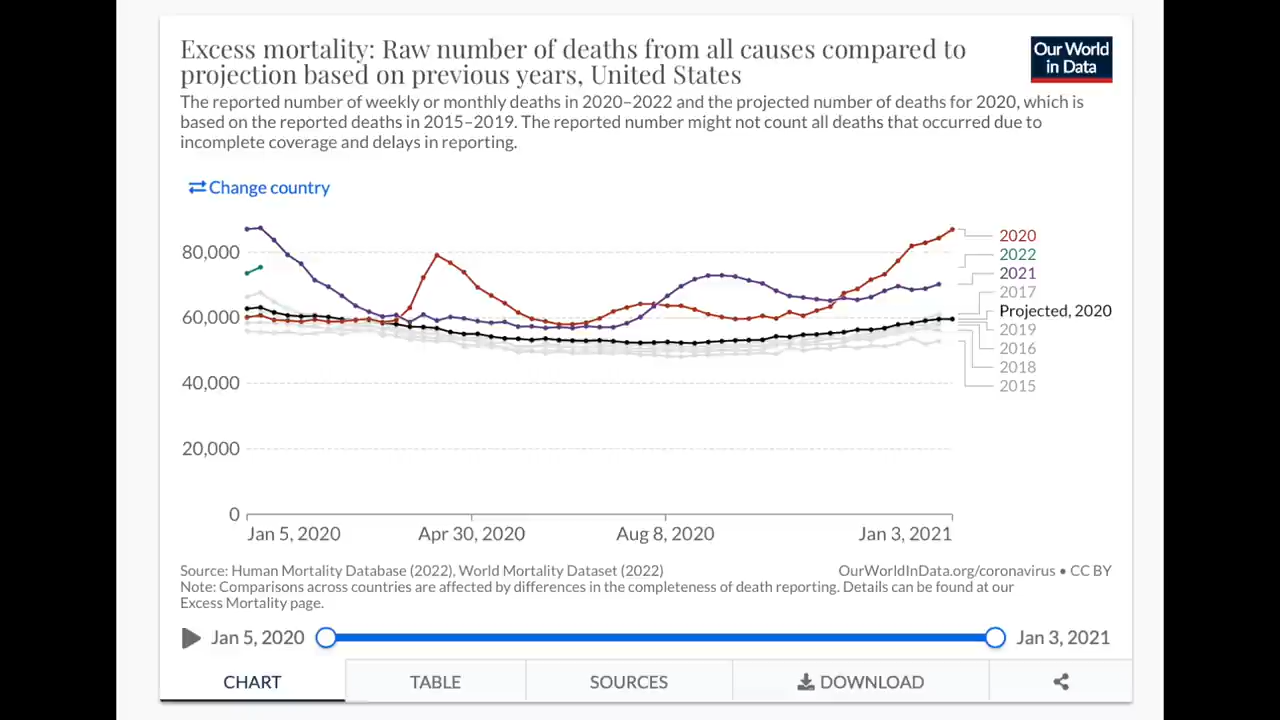 Excess mortality: Raw number of deaths from all causes compared to
projection based on previous years, United States
Our World
in Data
The reported number of weekly or monthly deaths in 2020–2022 and the projected number of deaths for 2020, which is
based on the reported deaths in 2015–2019. The reported number might not count all deaths that occurred due to
incomplete coverage and delays in reporting.
Change country
80,000
60,000
40,000
20,000
0
2020
2022
2021
2017
Projected, 2020
2019
2016
2018
2015
Jan 5, 2020
Apr 30, 2020
Aug 8, 2020
Jan 3, 2021
Source: Human Mortality Database (2022), World Mortality Dataset (2022)
OurWorldInData.org/coronavirus • CC BY
Note: Comparisons across countries are affected by differences in the completeness of death reporting. Details can be found at our
Excess Mortality page.
Jan 5, 2020
Jan 3, 2021
CHART
TABLE
SOURCES
DOWNLOAD